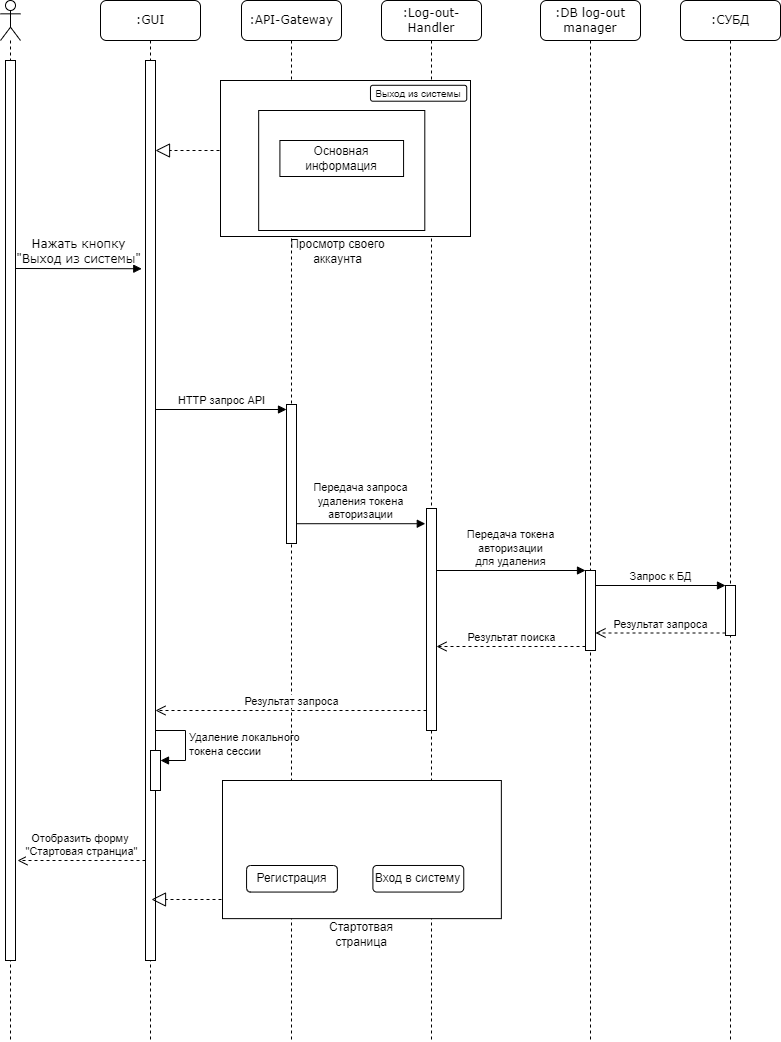 :GUI
:API-Gateway
:Log-out-
Handler
:DB log-out
manager
:СУБД
Выход из системы
Основная
информация
Просмотр своего
аккаунта
Нажать кнопку
"Выход из системы"
HTTP запрос API
Передача запроса
удаления токена
авторизации
Передача токена
авторизации
для удаления
Запрос к БД
Результат запроса
Результат поиска
Результат запроса
Удаление локального
токена сессии
Отобразить форму
"Стартовая странциа"
Регистрация
Вход в систему
Стартотвая
страница